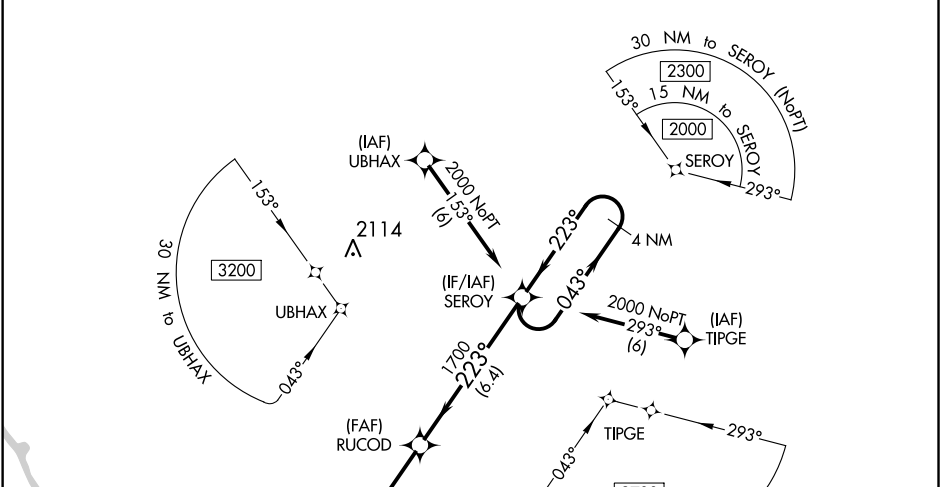 30 NM to SEROY (NoPT)
2300
15 NM to SEROY
2000
153°
SEROY
293°
(IAF)
UBHAX
2000 NoPT
153°
(6)
2114
153°
30 NM to UBHAX
3200
UBHAX
043°
223°
4 NM
043°
(IF/IAF)
SEROY
2000 NoPT
293°
(6)
(IAF)
TIPGE
1700
223°
(6.4)
(FAF)
RUCOD
TIPGE
293°
043°